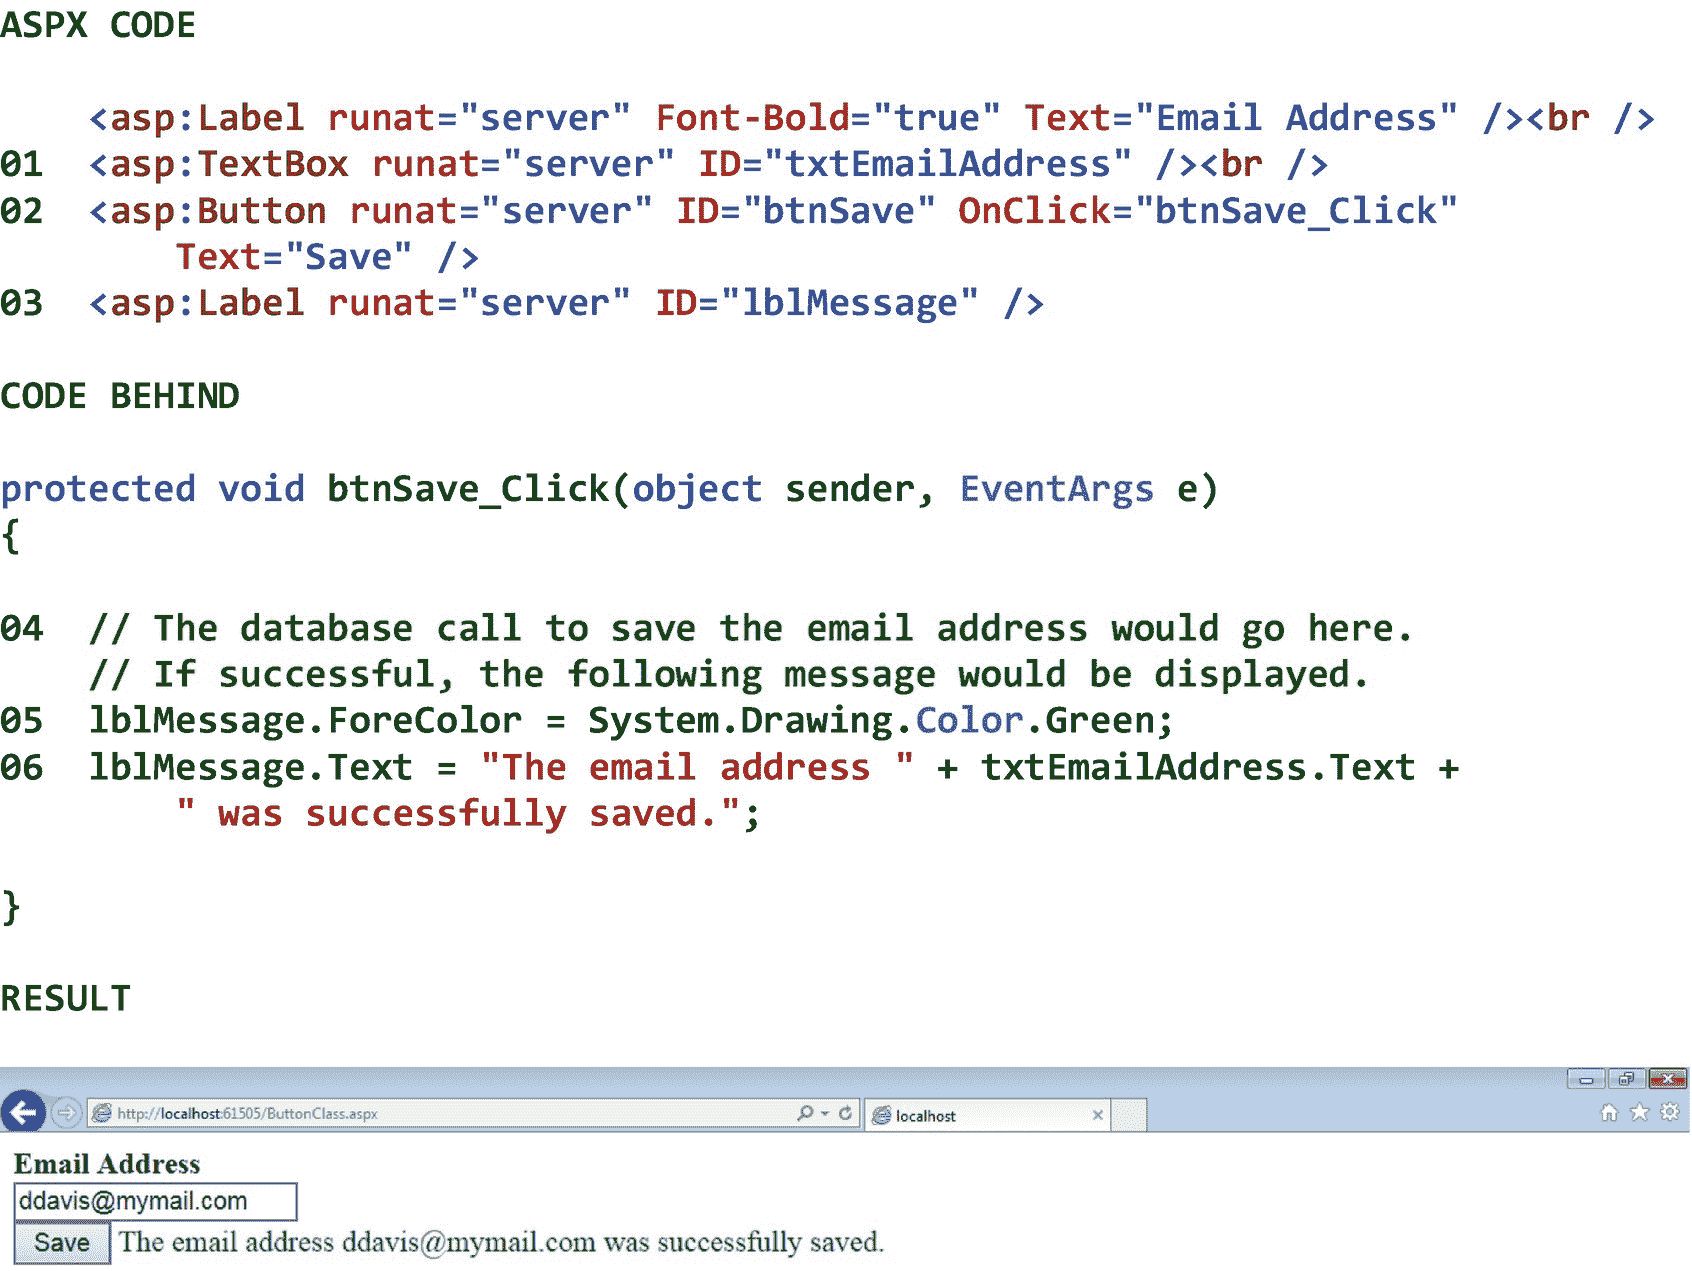 ASPX CODE
<asp:Label runat="server" Font-Bold="true" Text="Email Address" /><br />
01 <asp:TextBox runat="server" ID="txtEmailAddress" /><br />
02 <asp:Button runat="server" ID="btnSave" OnClick="btnSave_Click"
Text="Save" />
03 <asp:Label runat="server" ID="lblMessage" />
CODE BEHIND
protected void btnSave_Click(object sender, EventArgs e)
{
04 // The database call to save the email address would go here.
// If successful, the following message would be displayed.
05 lblMessage.ForeColor = System.Drawing.Color.Green;
06 lblMessage.Text = "The email address " + txtEmailAddress.Text +
" was successfully saved.";
}
RESULT
http://localhost:61505/ButtonClass.aspx
localhost
Email Address
ddavis@mymail.com
Save The email address ddavis@mymail.com was successfully saved.